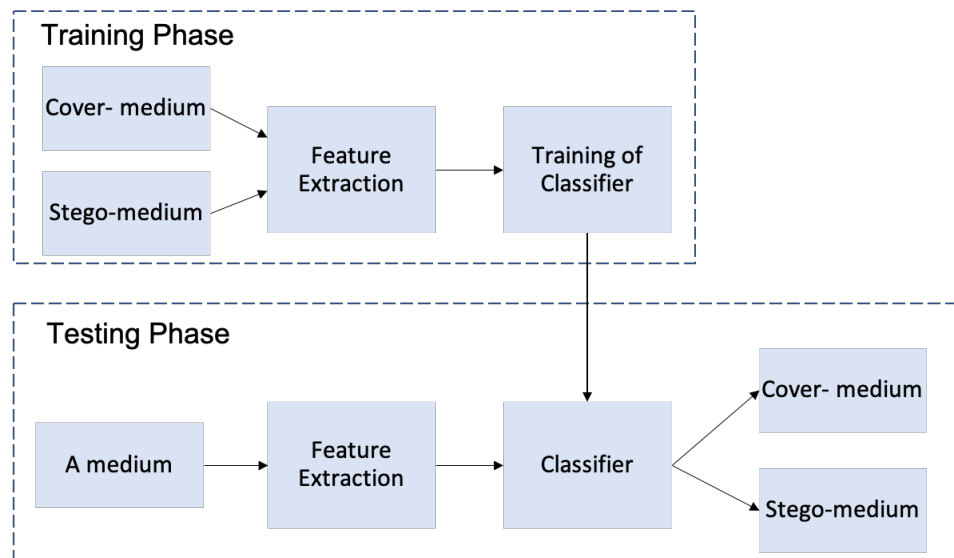 Training Phase
Cover- medium
Stego-medium
Feature
Extraction
Training of
Classifier
Testing Phase
A medium
Feature
Extraction
Classifier
Cover- medium
Stego-medium